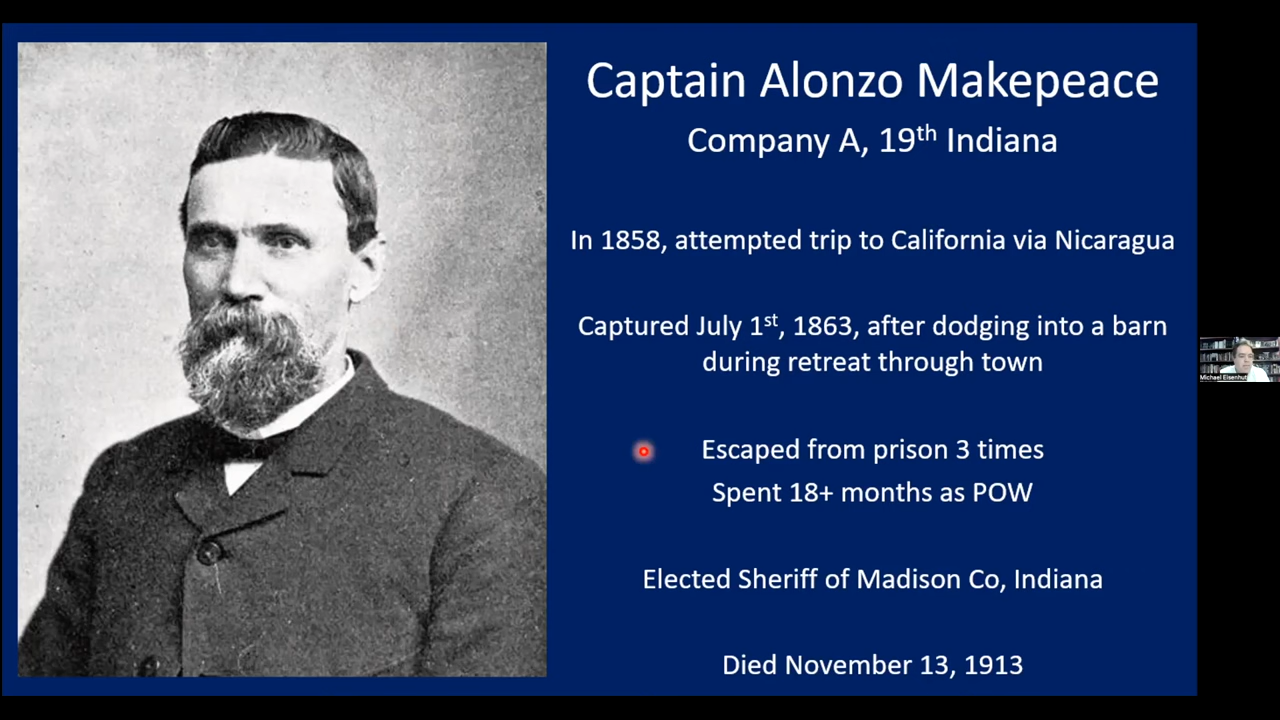 Captain Alonzo Makepeace
Company A, 19th Indiana
In 1858, attempted trip to California via Nicaragua
Captured July 1st, 1863, after dodging into a barn
during retreat through town
Escaped from prison 3 times
Spent 18+ months as POW
Elected Sheriff of Madison Co, Indiana
Died November 13, 1913
Michael Eisenhut